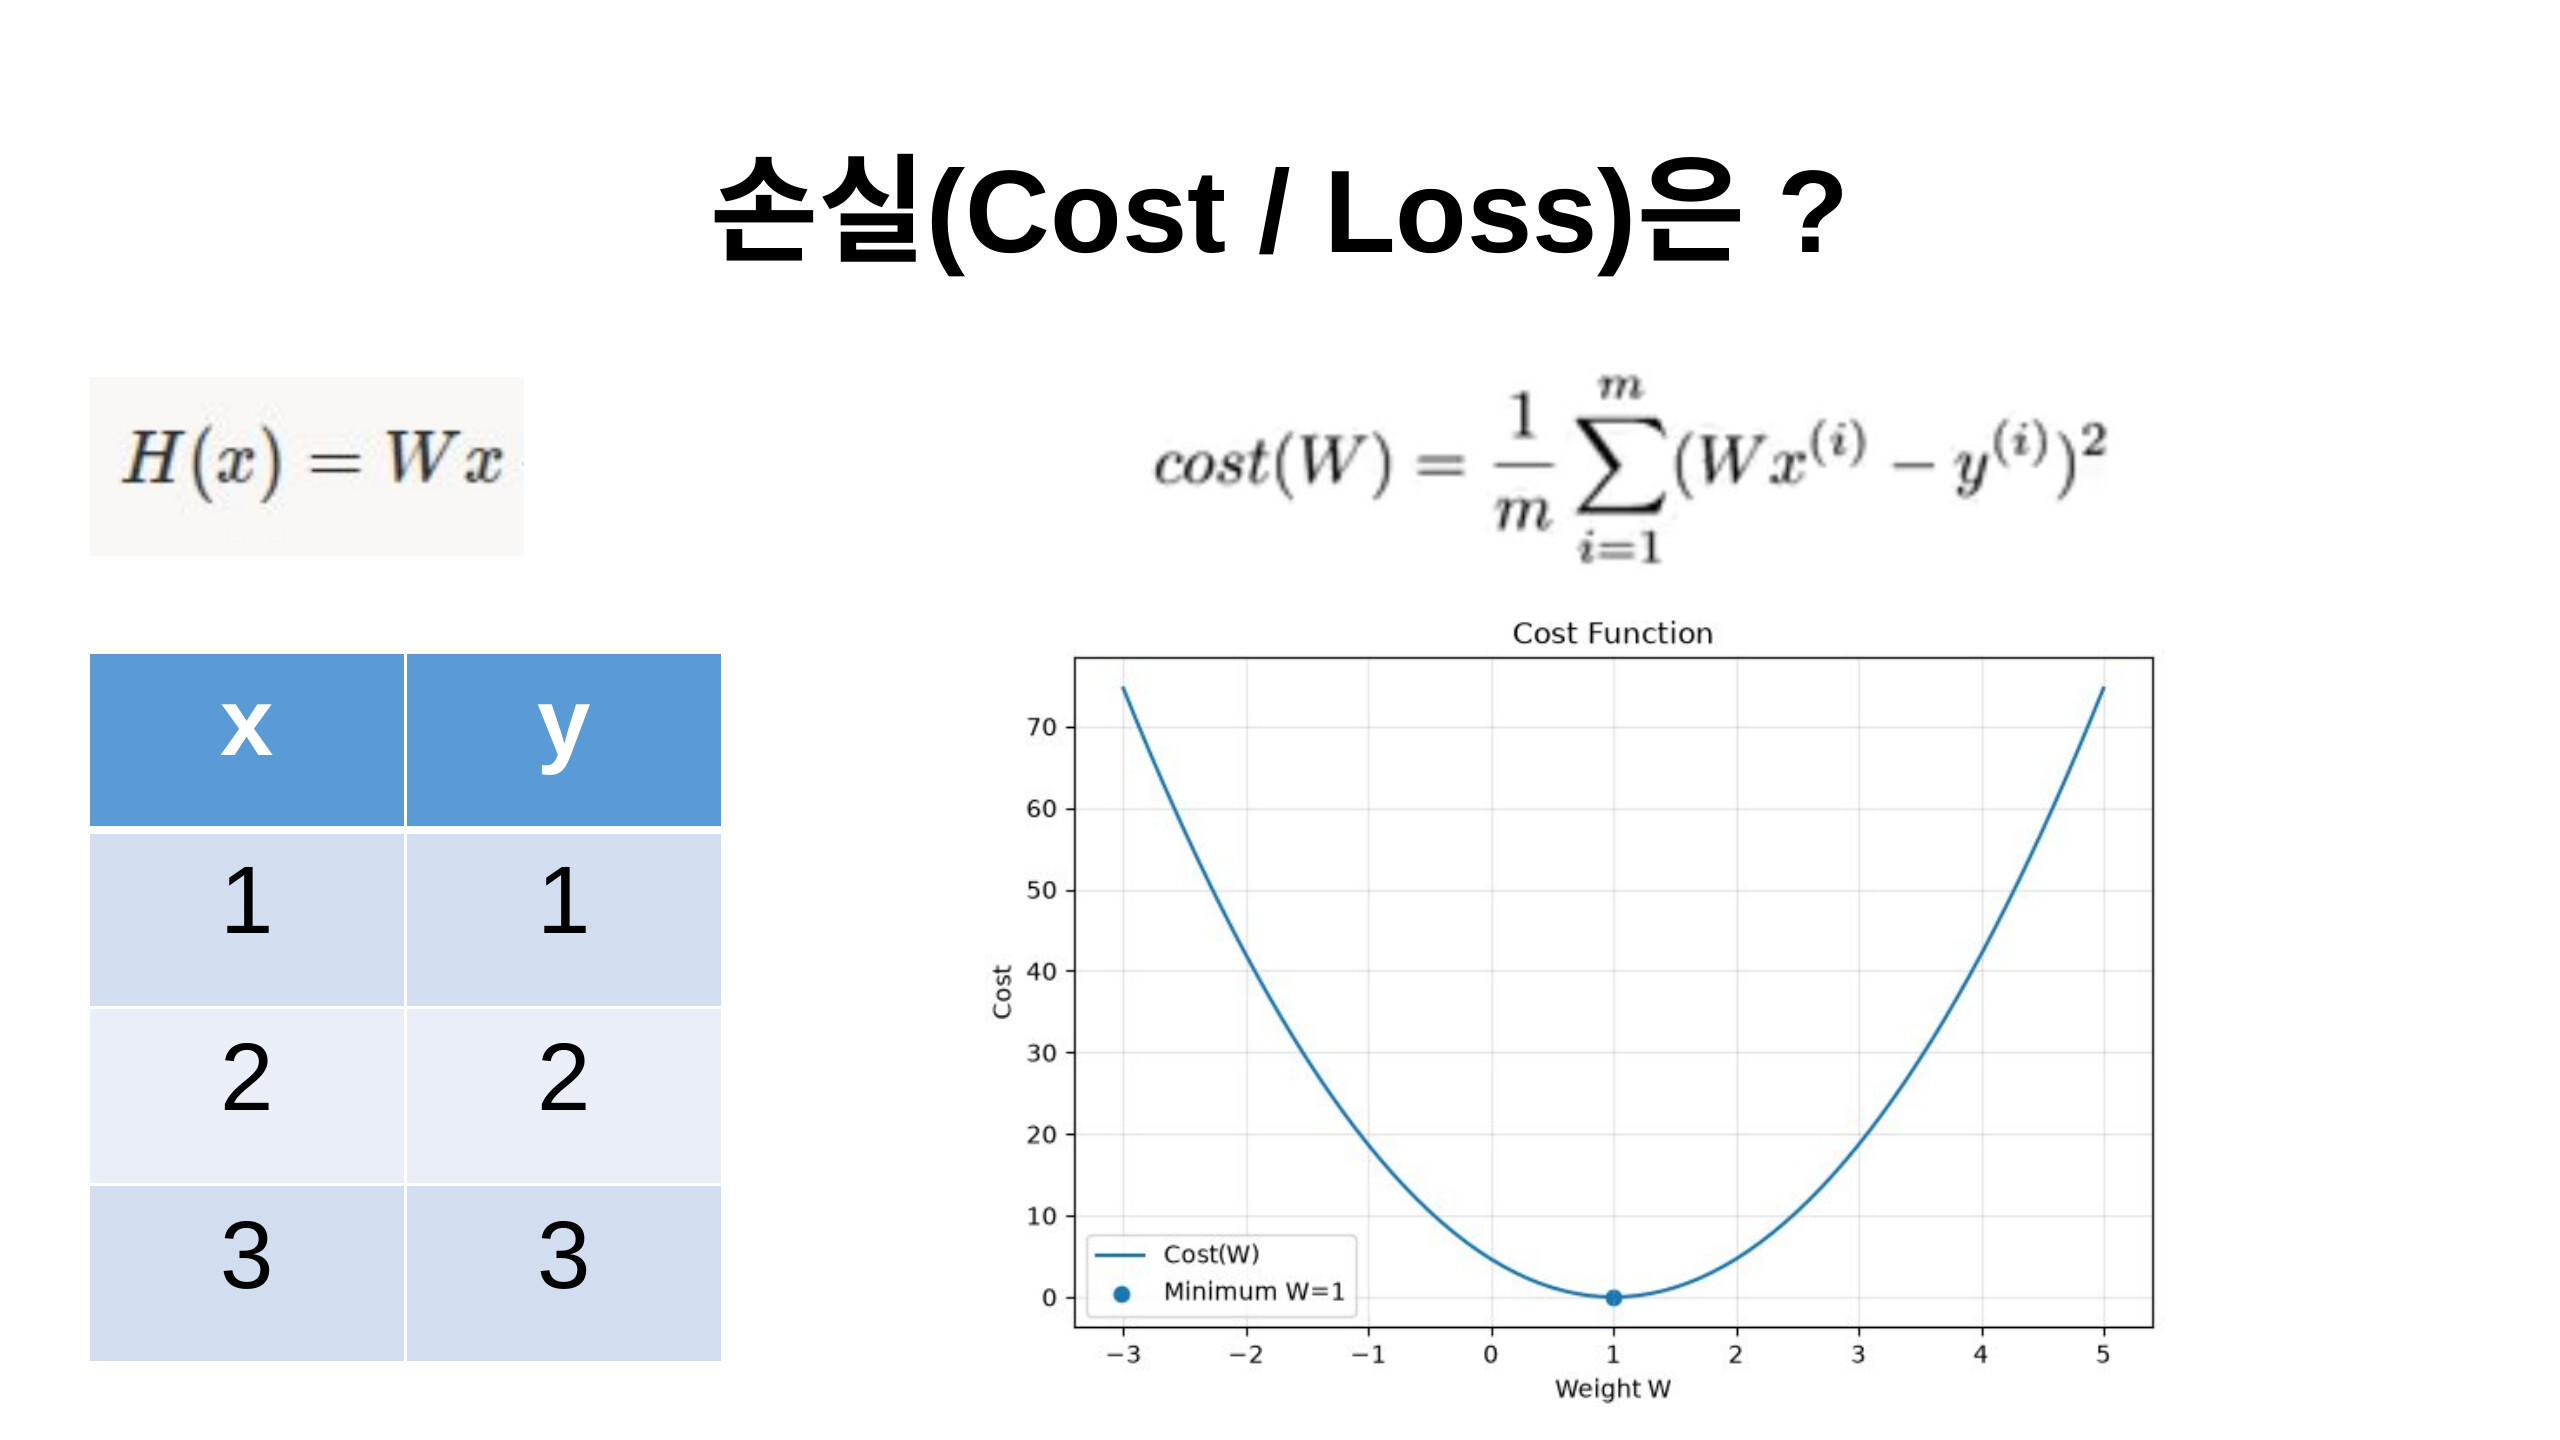 손실(Cost / Loss)은 ?
H(x) = Wx
cost(W) = \frac{1}{m} \sum_{i=1}^{m} (Wx^{(i)} − y^{(i)})^2
x y
1 1
2 2
3 3
Cost Function
Cost
70
60
50
40
30
20
10
0
Cost(W)
Minimum W=1
−3 −2 −1 0 1 2 3 4 5
Weight W